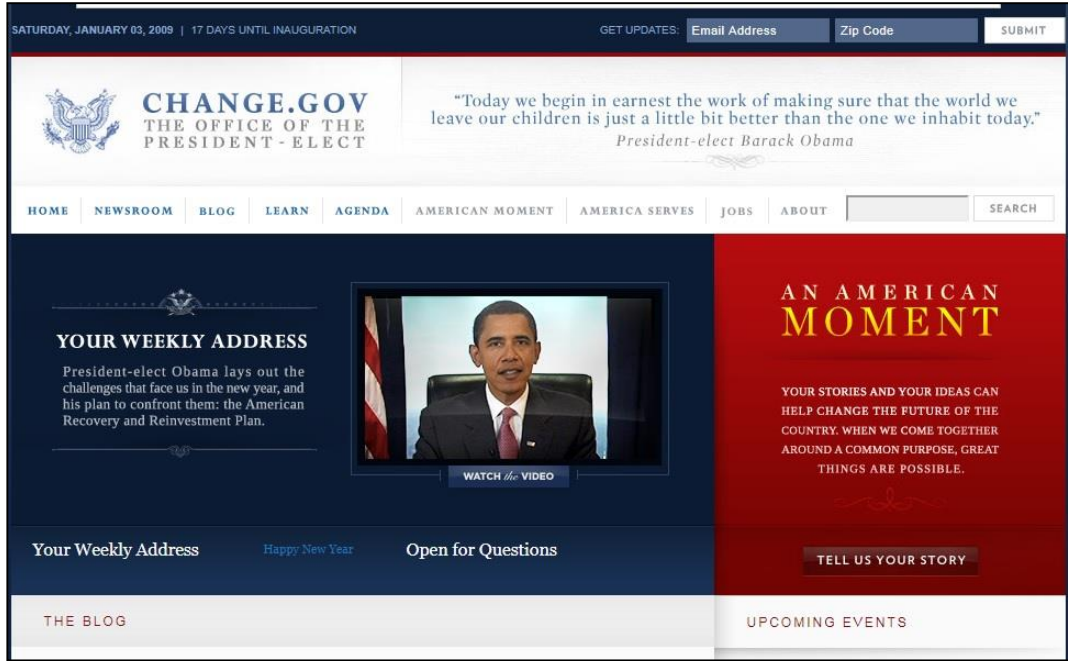 SATURDAY, JANUARY 03, 2009 | 17 DAYS UNTIL INAUGURATION
GET UPDATES: Email Address Zip Code SUBMIT
CHANGE.GOV
THE OFFICE OF THE
PRESIDENT-ELECT
“Today we begin in earnest the work of making sure that the world we
leave our children is just a little bit better than the one we inhabit today.”
President-elect Barack Obama
HOME NEWSROOM BLOG LEARN AGENDA AMERICAN MOMENT AMERICA SERVES JOBS ABOUT SEARCH
YOUR WEEKLY ADDRESS
President-elect Obama lays out the
challenges that face us in the new year, and
his plan to confront them: the American
Recovery and Reinvestment Plan.
WATCH the VIDEO
AN AMERICAN
MOMENT
YOUR STORIES AND YOUR IDEAS CAN
HELP CHANGE THE FUTURE OF THE
COUNTRY. WHEN WE COME TOGETHER
AROUND A COMMON PURPOSE, GREAT
THINGS ARE POSSIBLE.
Your Weekly Address Happy New Year Open for Questions
TELL US YOUR STORY
THE BLOG
UPCOMING EVENTS